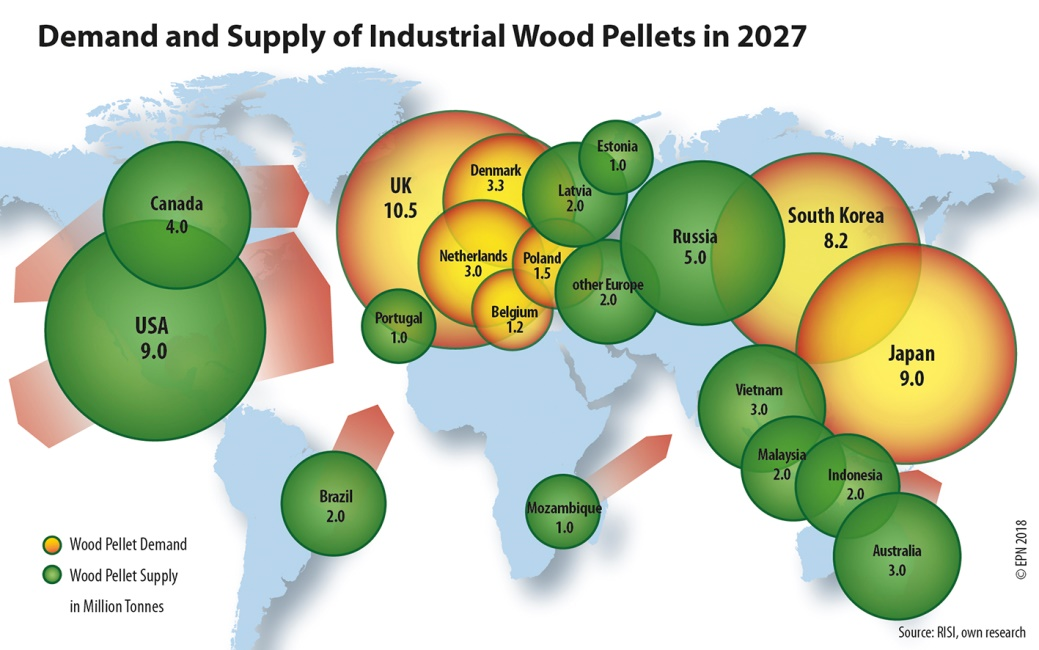 Demand and Supply of Industrial Wood Pellets in 2027
Canada
4.0
USA
9.0
UK
10.5
Denmark
3.3
Netherlands
3.0
Poland
1.5
Belgium
1.2
Portugal
1.0
Latvia
2.0
Estonia
1.0
other Europe
2.0
Russia
5.0
South Korea
8.2
Japan
9.0
Vietnam
3.0
Malaysia
2.0
Indonesia
2.0
Australia
3.0
Brazil
2.0
Mozambique
1.0
Wood Pellet Demand
Wood Pellet Supply
in Million Tonnes
© EPN 2018
Source: RISI, own research